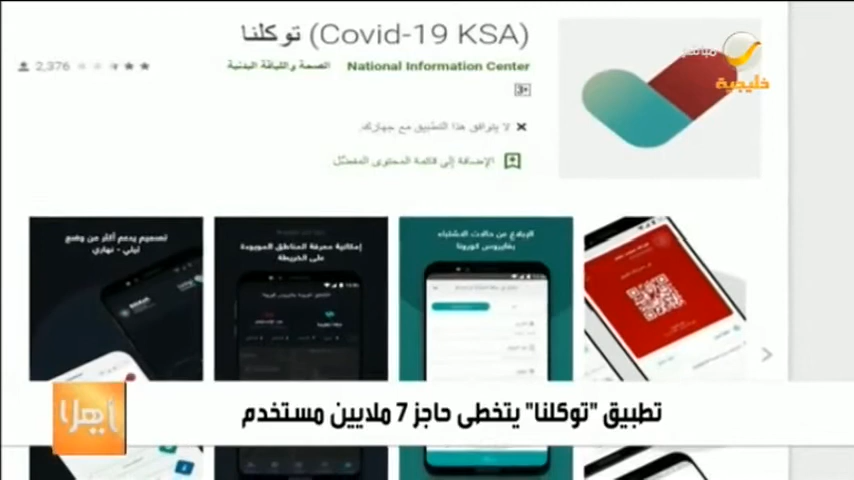 توكلنا (Covid-19 KSA)
National Information Center الصحة واللياقة البدنية
2,376
3+
لا يتوافق هذا التطبيق مع جهازك.
الإضافة إلى قائمة المحتوى المفضّل
مباشر
خليجية
الإبلاغ عن حالات الاشتباه
بفايروس كورونا
إمكانية معرفة المناطق الموبوءة
على الخريطة
تصميم يدعم أكثر من وضع
ليلي - نهاري
تطبيق "توكلنا" يتخطى حاجز 7 ملايين مستخدم
أهلا